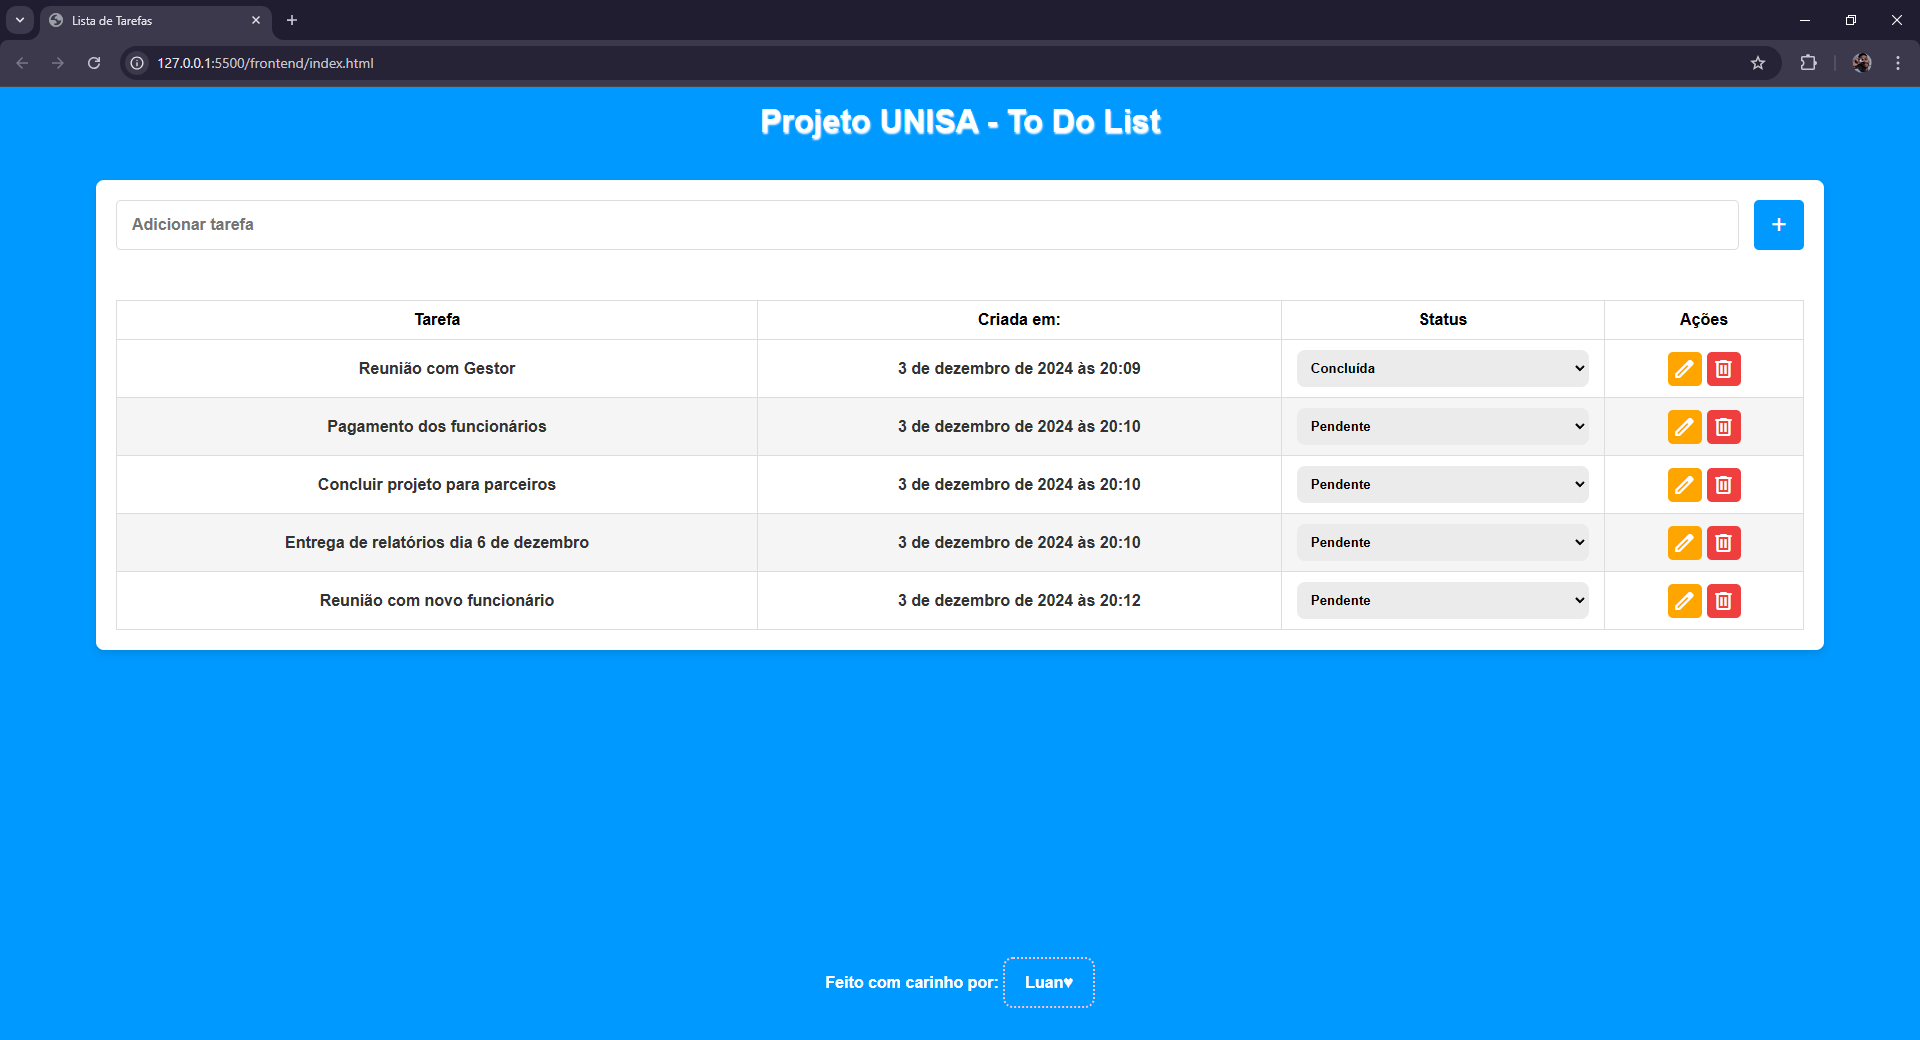 Lista de Tarefas
127.0.0.1:5500/frontend/index.html
Projeto UNISA - To Do List
Adicionar tarefa
+
Tarefa Criada em: Status Ações
Reunião com Gestor 3 de dezembro de 2024 às 20:09 Concluída
Pagamento dos funcionários 3 de dezembro de 2024 às 20:10 Pendente
Concluir projeto para parceiros 3 de dezembro de 2024 às 20:10 Pendente
Entrega de relatórios dia 6 de dezembro 3 de dezembro de 2024 às 20:10 Pendente
Reunião com novo funcionário 3 de dezembro de 2024 às 20:12 Pendente
Feito com carinho por: Luan♥